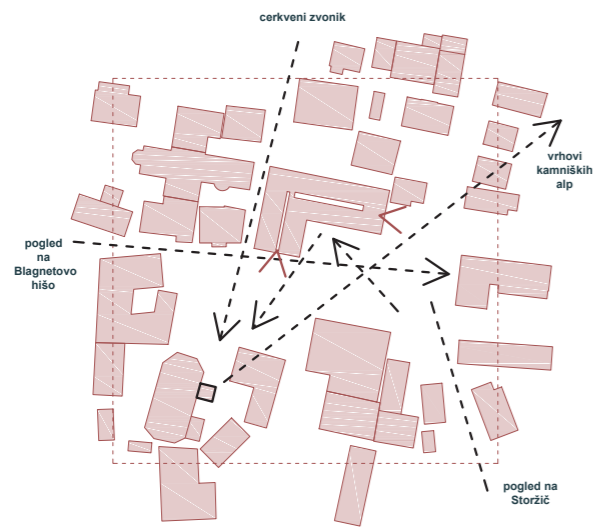 cerkveni zvonik
vrhovi
kamniških
alp
pogled
na
Blagnetovo
hišo
pogled na
Storžič